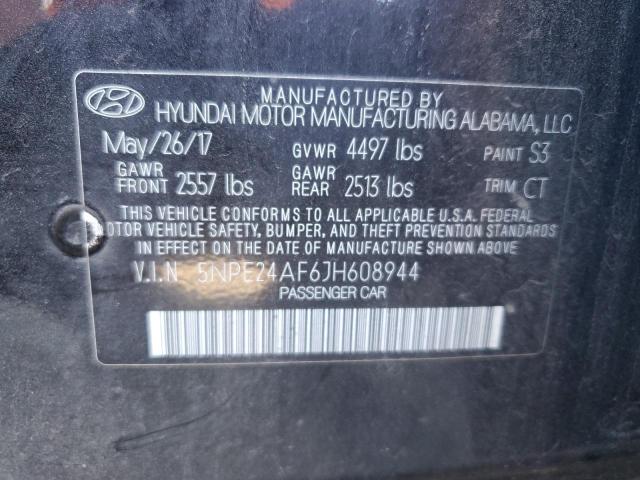 MANUFACTURED BY
HYUNDAI MOTOR MANUFACTURING ALABAMA, LLC
May/26/17 GVWR 4497 lbs PAINT S3
GAWR FRONT 2557 lbs GAWR REAR 2513 lbs TRIM CT
THIS VEHICLE CONFORMS TO ALL APPLICABLE U.S.A. FEDERAL
MOTOR VEHICLE SAFETY, BUMPER, AND THEFT PREVENTION STANDARDS
IN EFFECT ON THE DATE OF MANUFACTURE SHOWN ABOVE.
V.I.N 5NPE24AF6JH608944
PASSENGER CAR